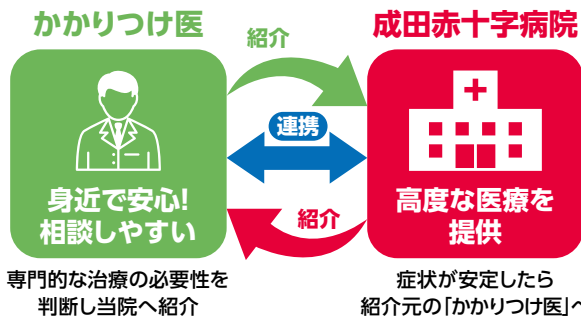 かかりつけ医
紹介
成田赤十字病院
連携
身近で安心!
相談しやすい
紹介
高度な医療を
提供
専門的な治療の必要性を
判断し当院へ紹介
症状が安定したら
紹介元の「かかりつけ医」へ